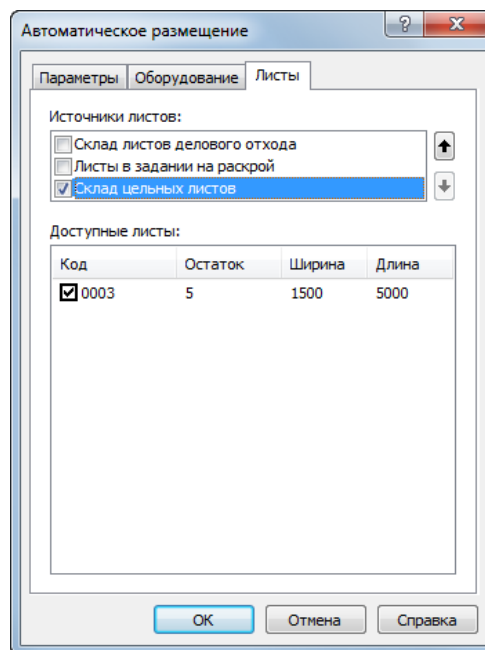 Автоматическое размещение
Параметры Оборудование Листы
Источники листов:
Склад листов делового отхода
Листы в задании на раскрой
Склад цельных листов
Доступные листы:
Код Остаток Ширина Длина
0003 5 1500 5000
ОК Отмена Справка